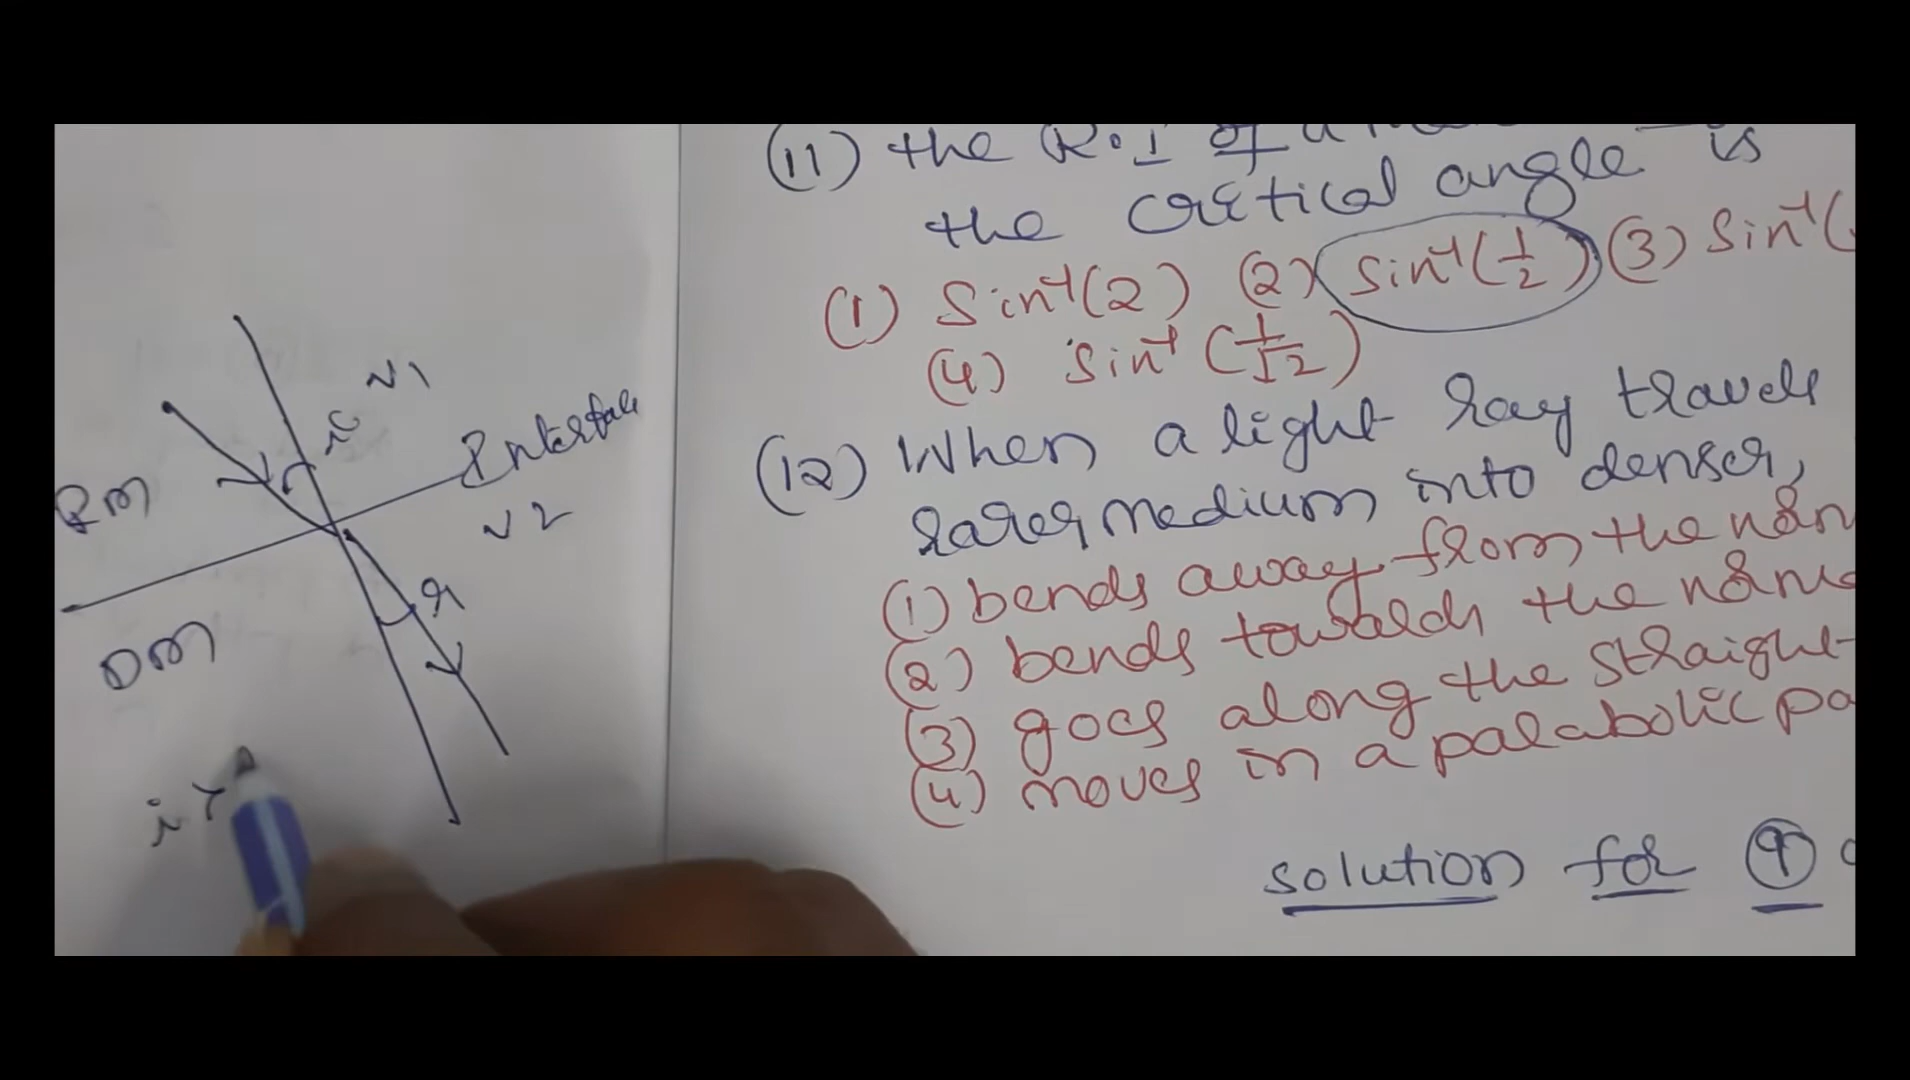 (11) the R.I of a
the critical angle is
(1) Sin⁻¹(2) (2) Sin⁻¹(1/2) (3) Sin⁻¹(
(4) Sin⁻¹(1/√2)
(12) When a light ray travels
rarer medium into denser,
(1) bends away from the
(2) bends towards the
(3) goes along the straight
(4) moves in a parabolic pa
solution for (9)
i
V1
Interface
V2
RM
DM
r
i >